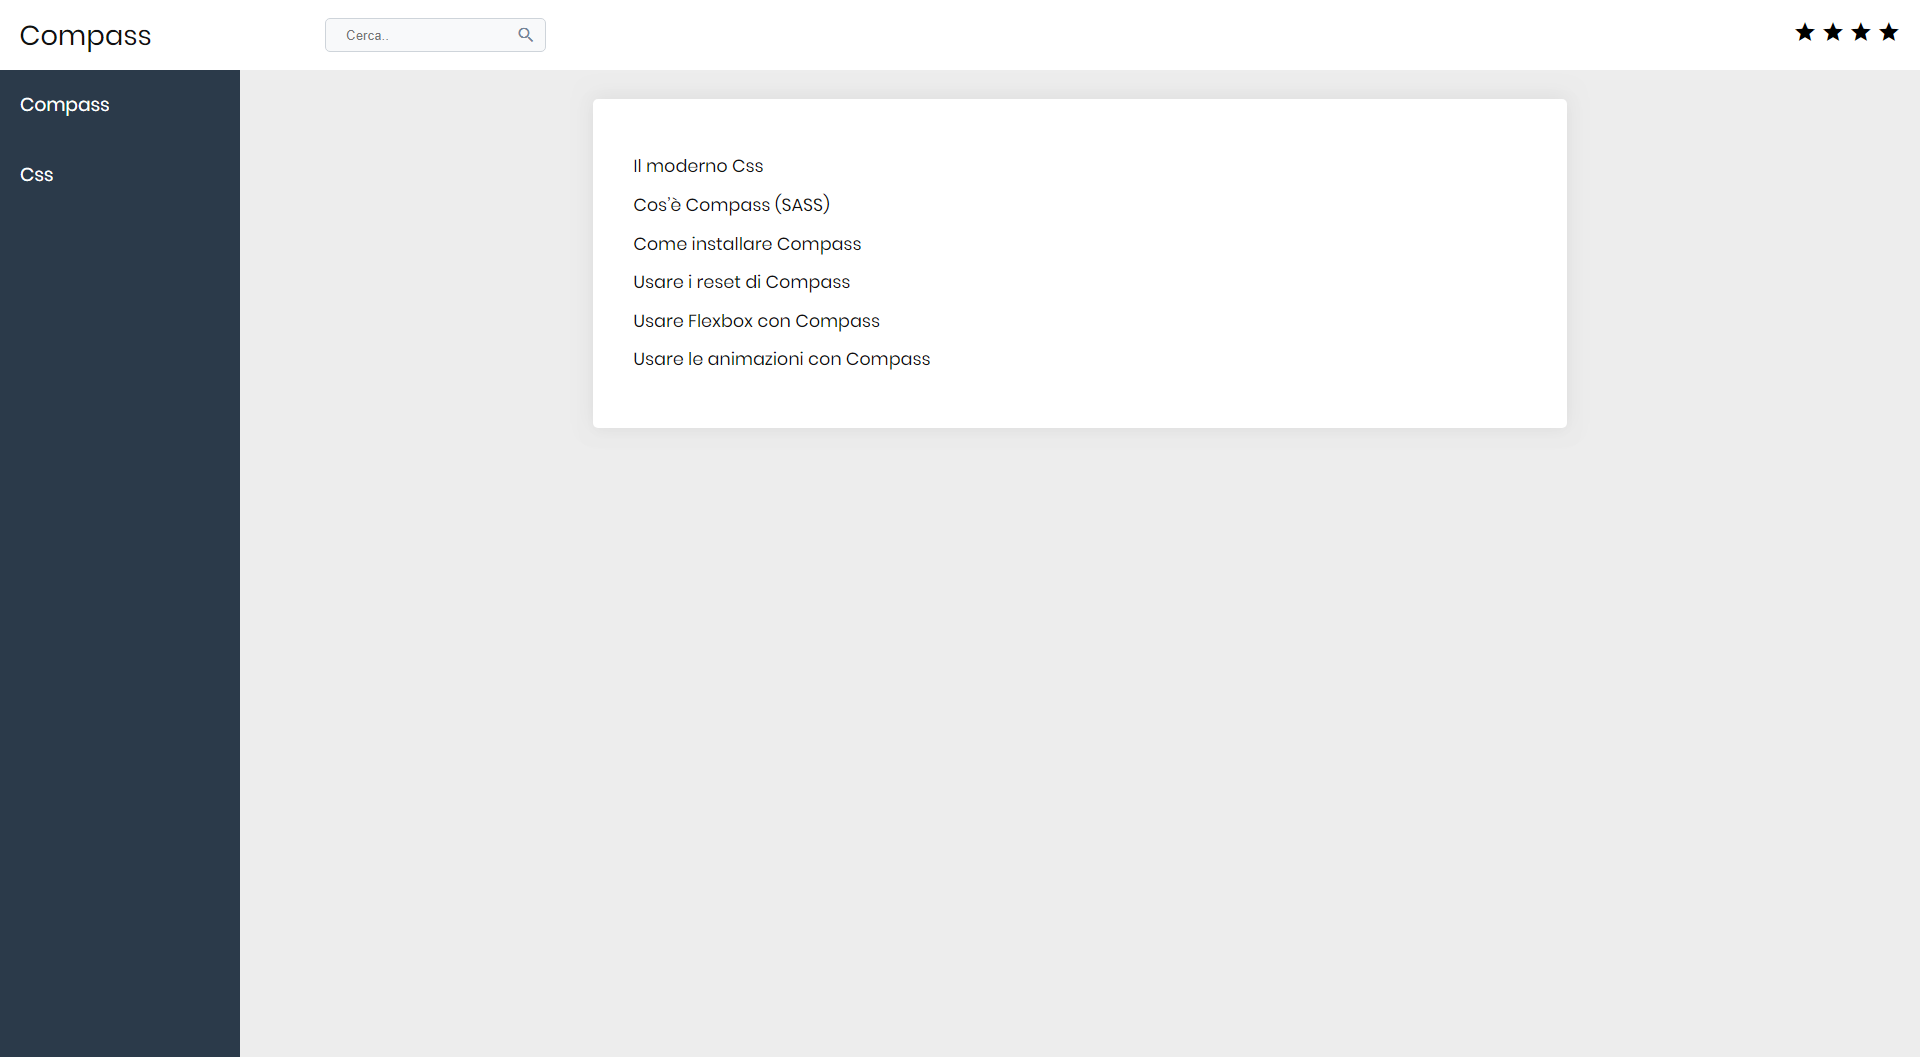 Compass
Cerca..
Compass
Css
Il moderno Css
Cos'è Compass (SASS)
Come installare Compass
Usare i reset di Compass
Usare Flexbox con Compass
Usare le animazioni con Compass